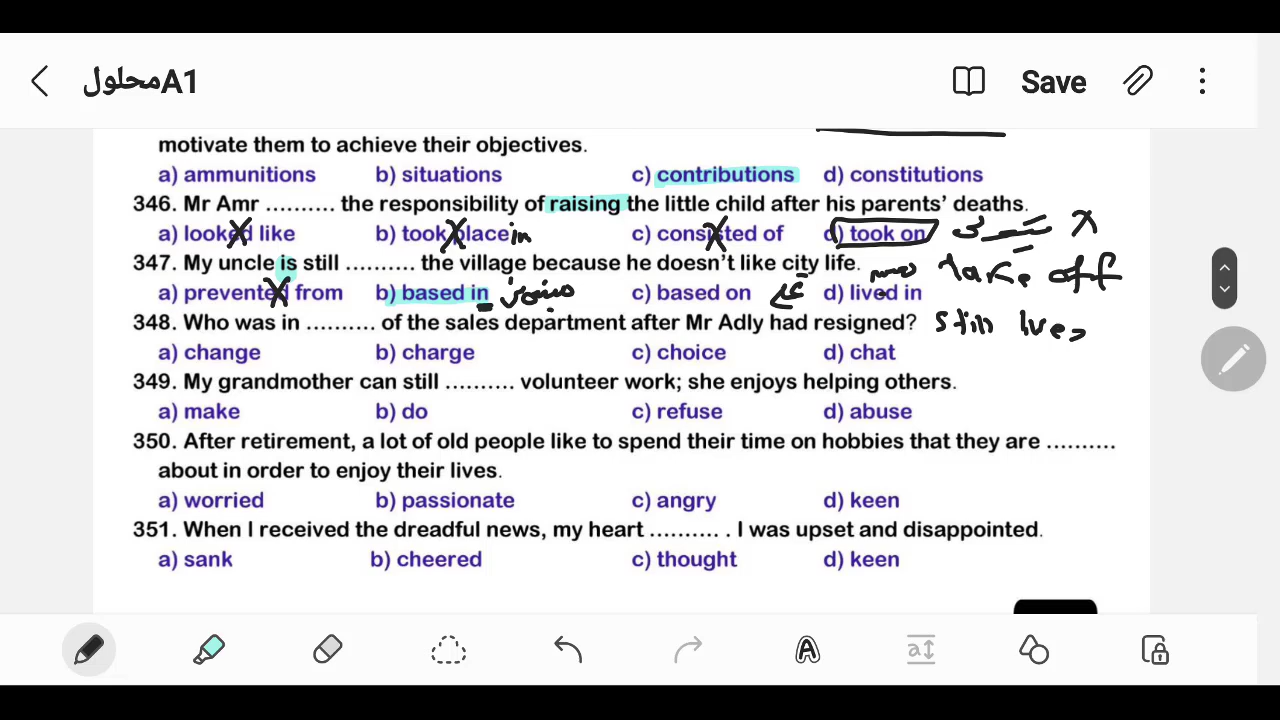 محلول A1 Save
motivate them to achieve their objectives.
a) ammunitions b) situations c) contributions d) constitutions
346. Mr Amr .......... the responsibility of raising the little child after his parents' deaths.
a) looked like b) took place in c) consisted of d) took on X
347. My uncle is still .......... the village because he doesn't like city life. take off
a) prevented from b) based in c) based on d) lived in
348. Who was in .......... of the sales department after Mr Adly had resigned? still lives
a) change b) charge c) choice d) chat
349. My grandmother can still .......... volunteer work; she enjoys helping others.
a) make b) do c) refuse d) abuse
350. After retirement, a lot of old people like to spend their time on hobbies that they are ..........
about in order to enjoy their lives.
a) worried b) passionate c) angry d) keen
351. When I received the dreadful news, my heart .......... . I was upset and disappointed.
a) sank b) cheered c) thought d) keen